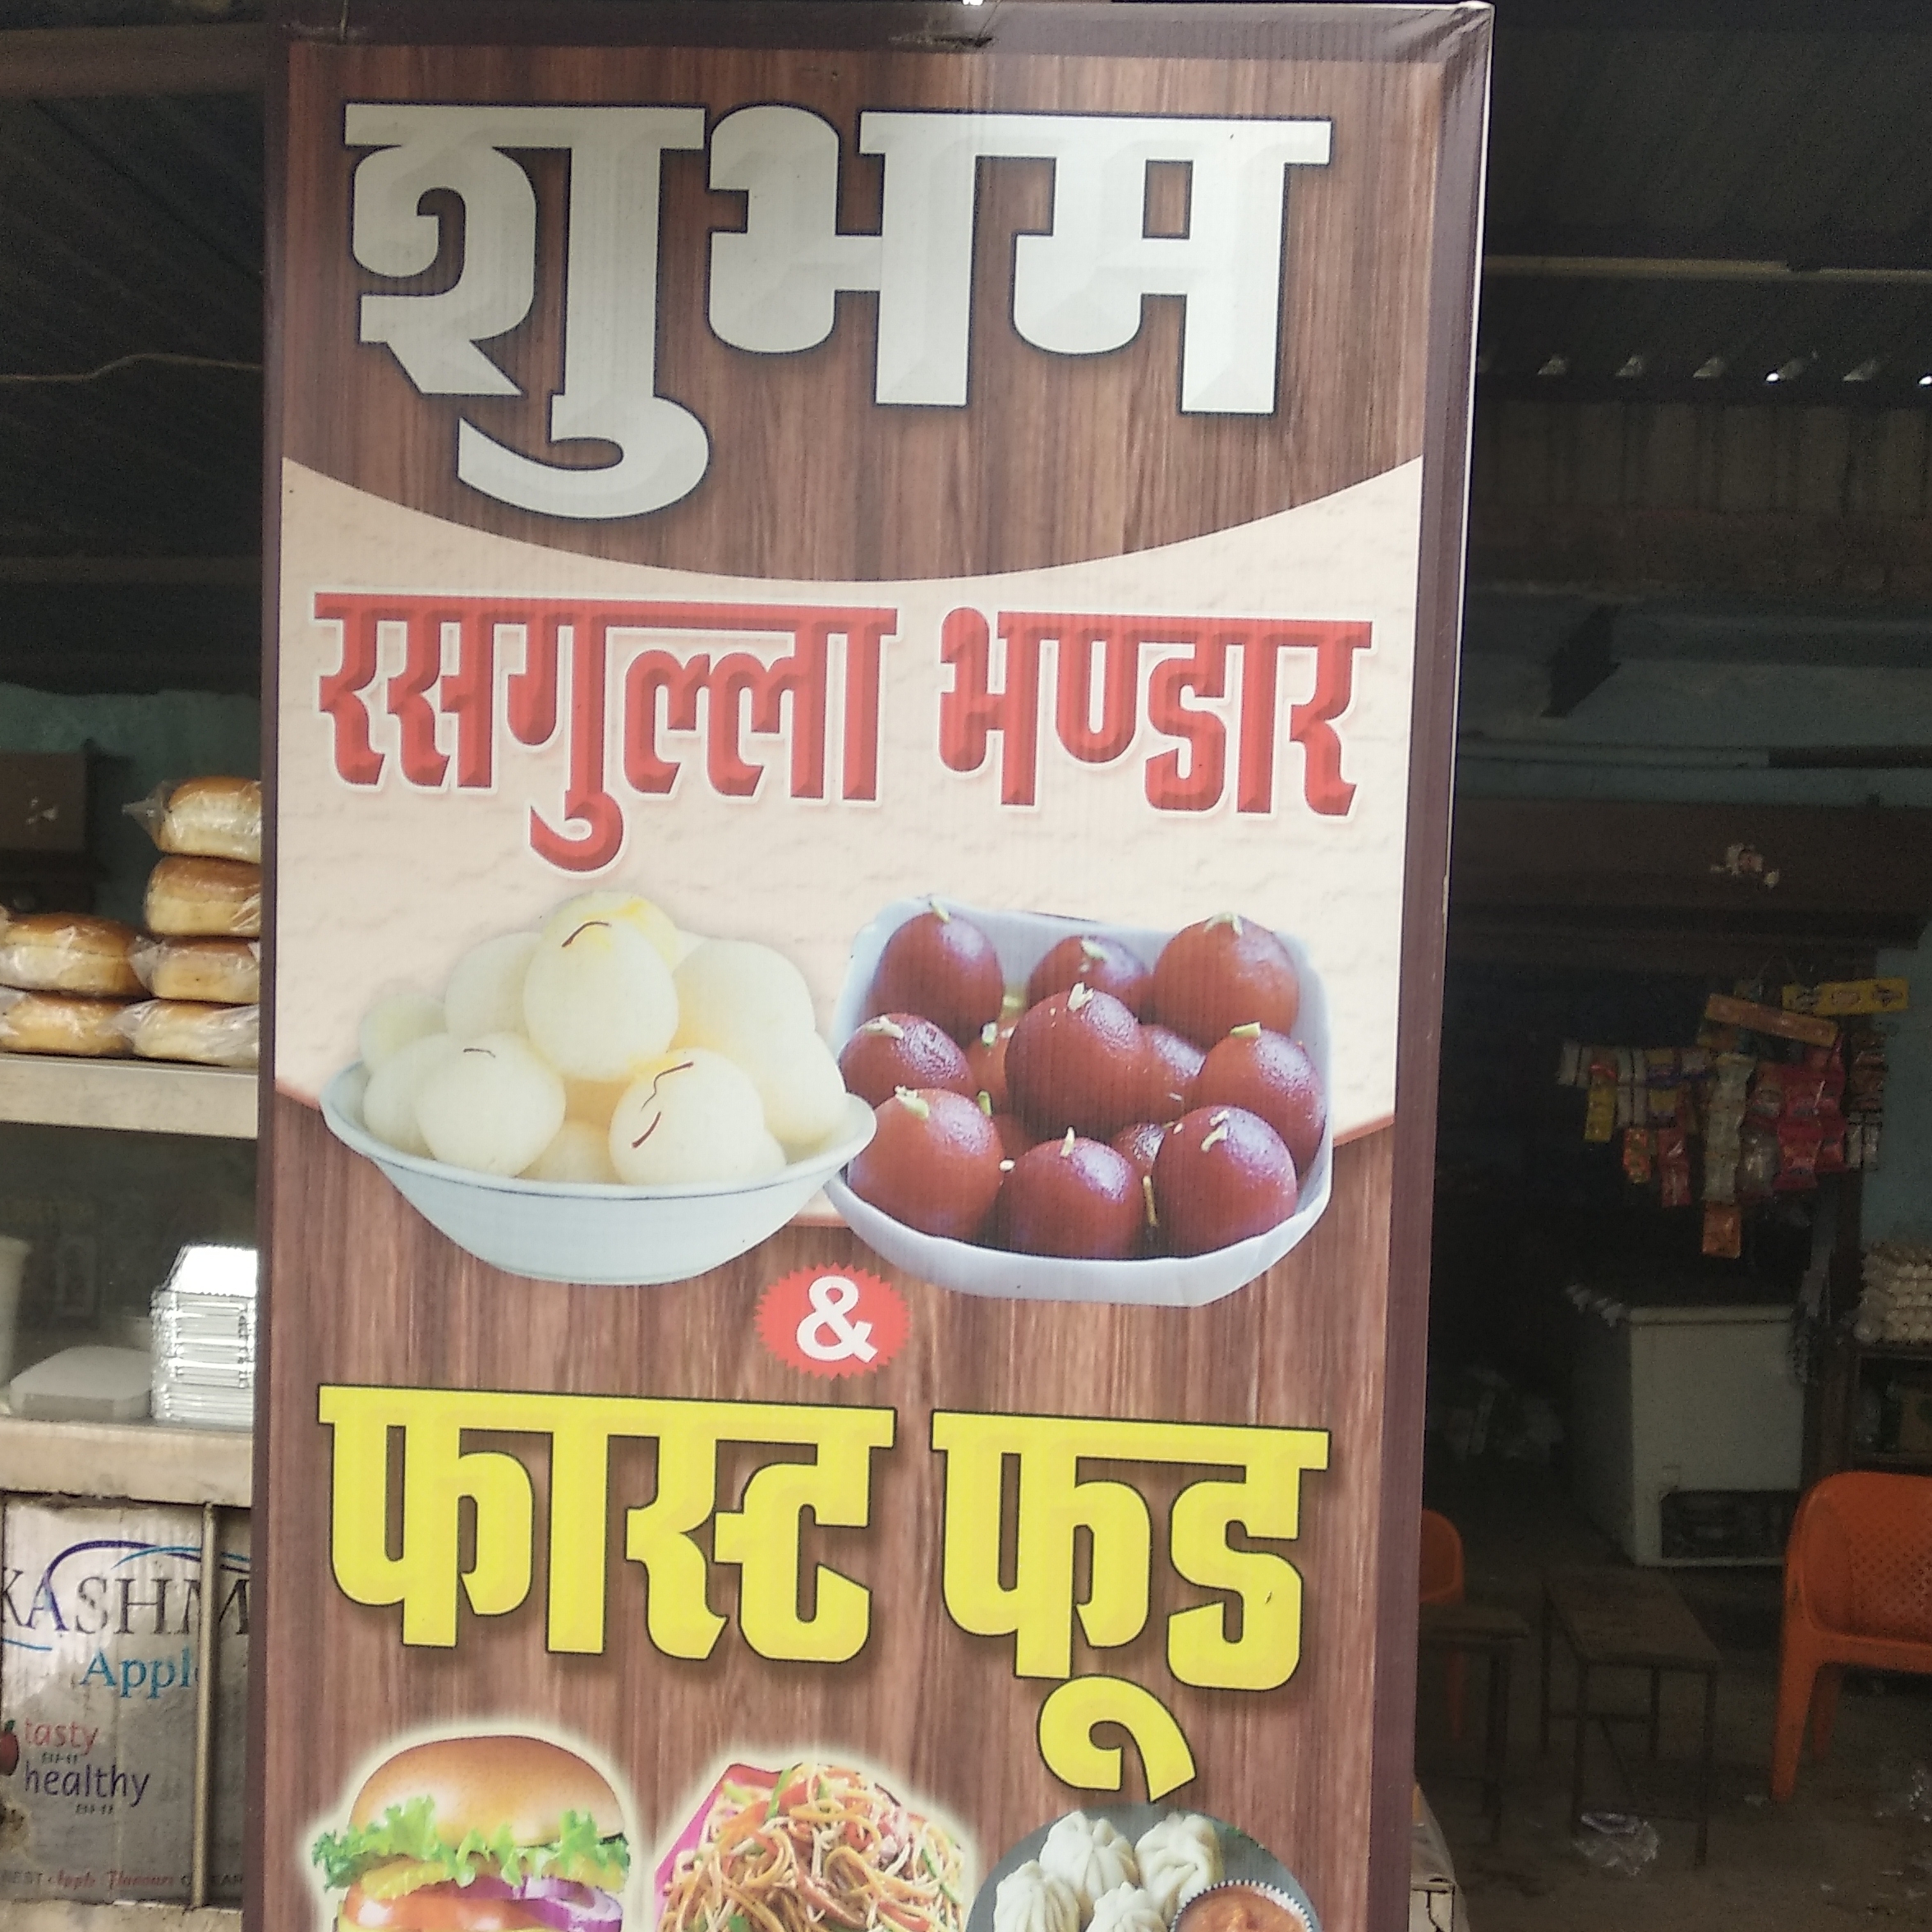 शुभम
रसगुल्ला भण्डार
&
फास्ट फूड
KASHM
Appl
tasty
healthy